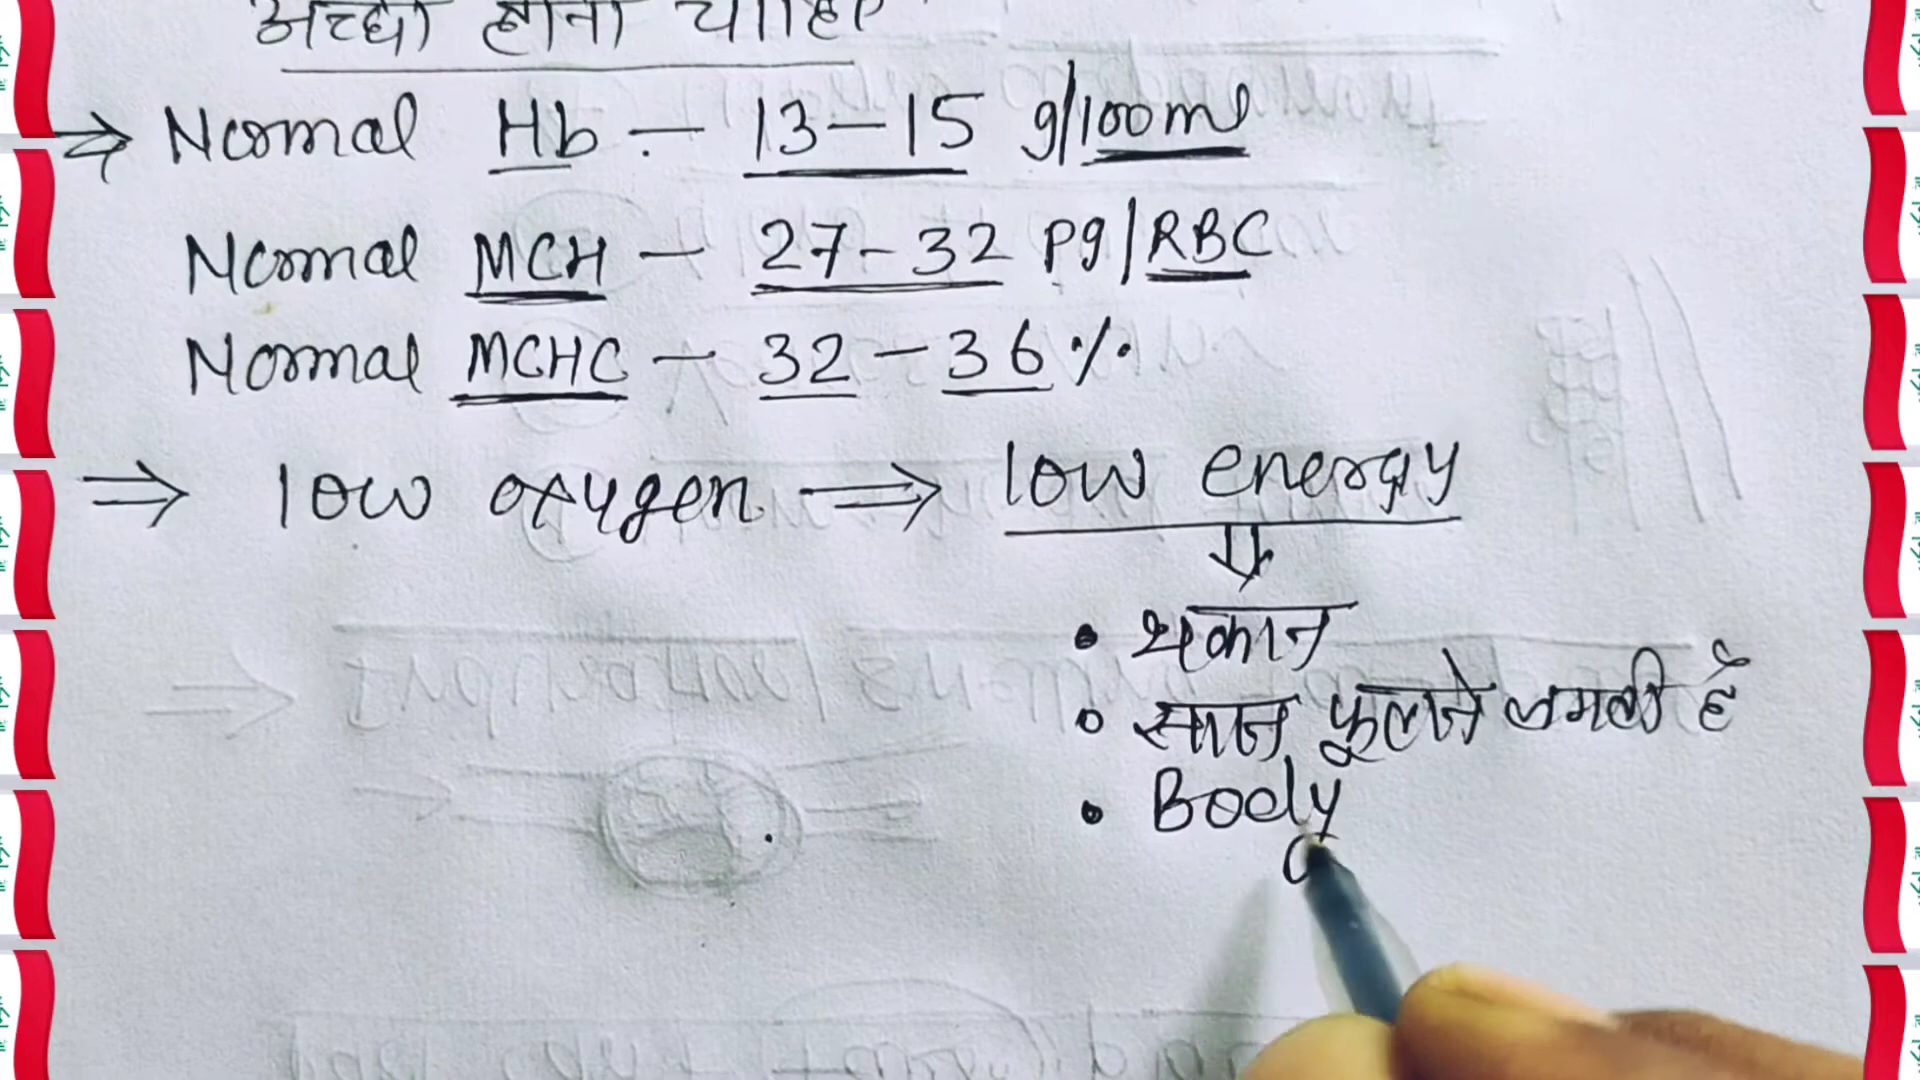 अच्छा होना चाहिए
⇒ Normal Hb :- 13-15 g/100ml
Normal MCH - 27-32 Pg/RBC
Normal MCHC - 32-36%
⇒ low oxygen ⇒ low energy
⇓
• थकान
• सांस फूलने लगती है
• Body